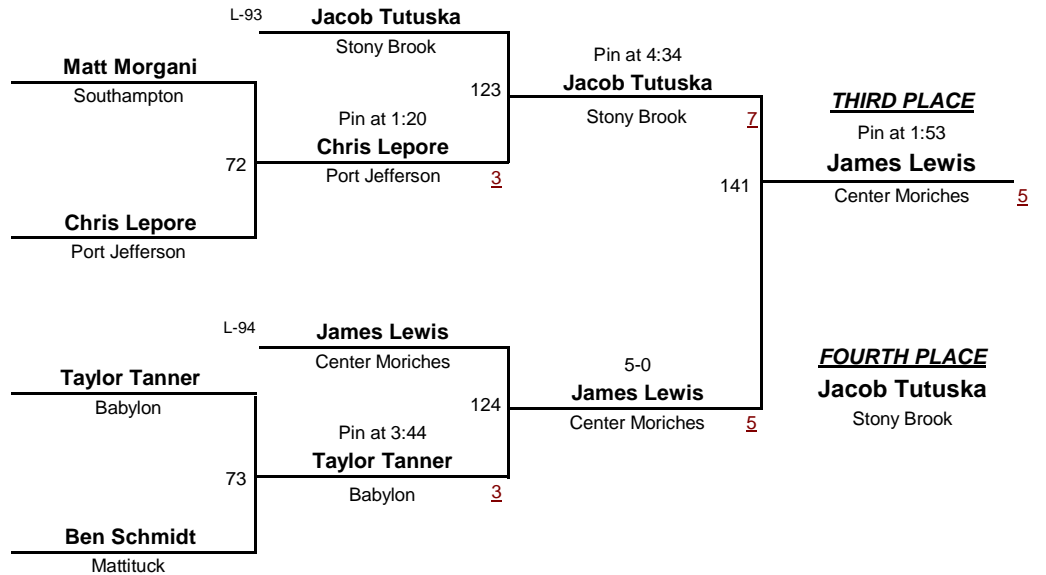 L-93
Jacob Tutuska
Stony Brook
Matt Morgani
Southampton
72
Chris Lepore
Port Jefferson
Pin at 1:20
Chris Lepore
Port Jefferson
3
123
Pin at 4:34
Jacob Tutuska
Stony Brook
7
L-94
James Lewis
Center Moriches
Taylor Tanner
Babylon
73
Ben Schmidt
Mattituck
Pin at 3:44
Taylor Tanner
Babylon
3
124
5-0
James Lewis
Center Moriches
5
141
THIRD PLACE
Pin at 1:53
James Lewis
Center Moriches
5
FOURTH PLACE
Jacob Tutuska
Stony Brook